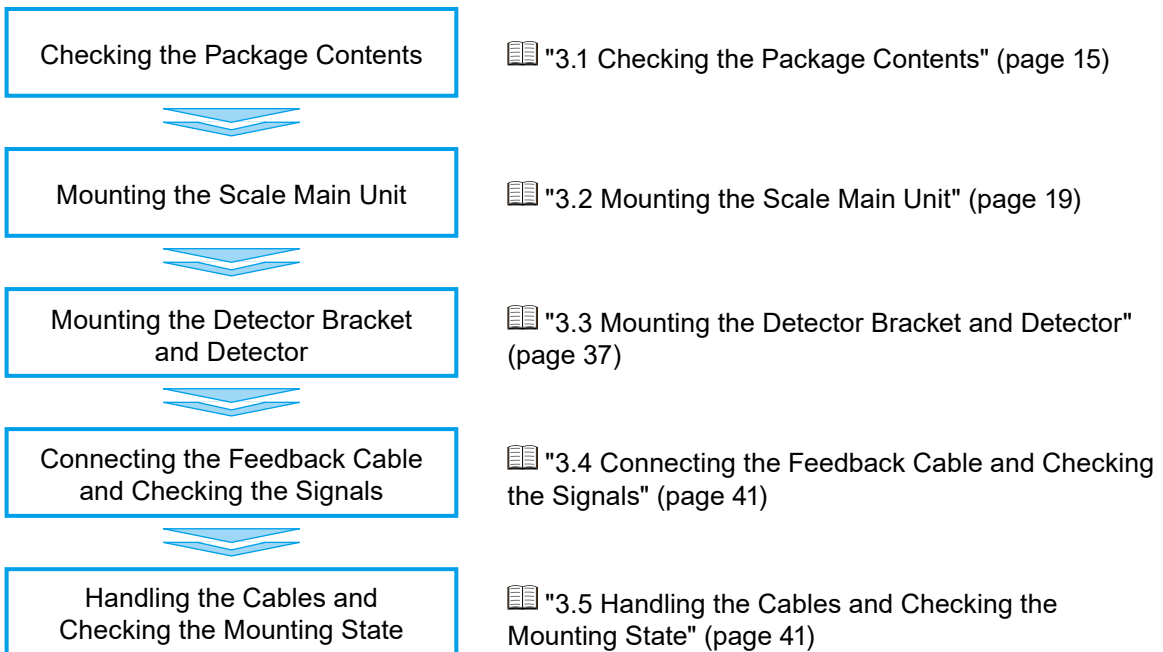 Checking the Package Contents
"3.1 Checking the Package Contents" (page 15)
Mounting the Scale Main Unit
"3.2 Mounting the Scale Main Unit" (page 19)
Mounting the Detector Bracket
and Detector
"3.3 Mounting the Detector Bracket and Detector"
(page 37)
Connecting the Feedback Cable
and Checking the Signals
"3.4 Connecting the Feedback Cable and Checking
the Signals" (page 41)
Handling the Cables and
Checking the Mounting State
"3.5 Handling the Cables and Checking the
Mounting State" (page 41)